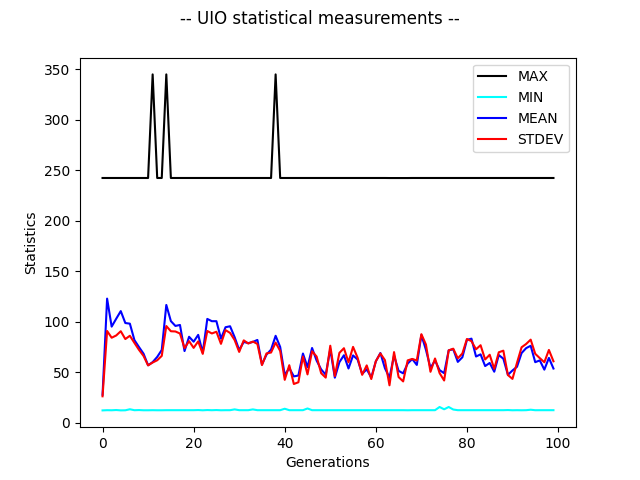 -- UIO statistical measurements --
350
300
250
200
150
100
50
0
Statistics
MAX
MIN
MEAN
STDEV
0
20
40
60
80
100
Generations